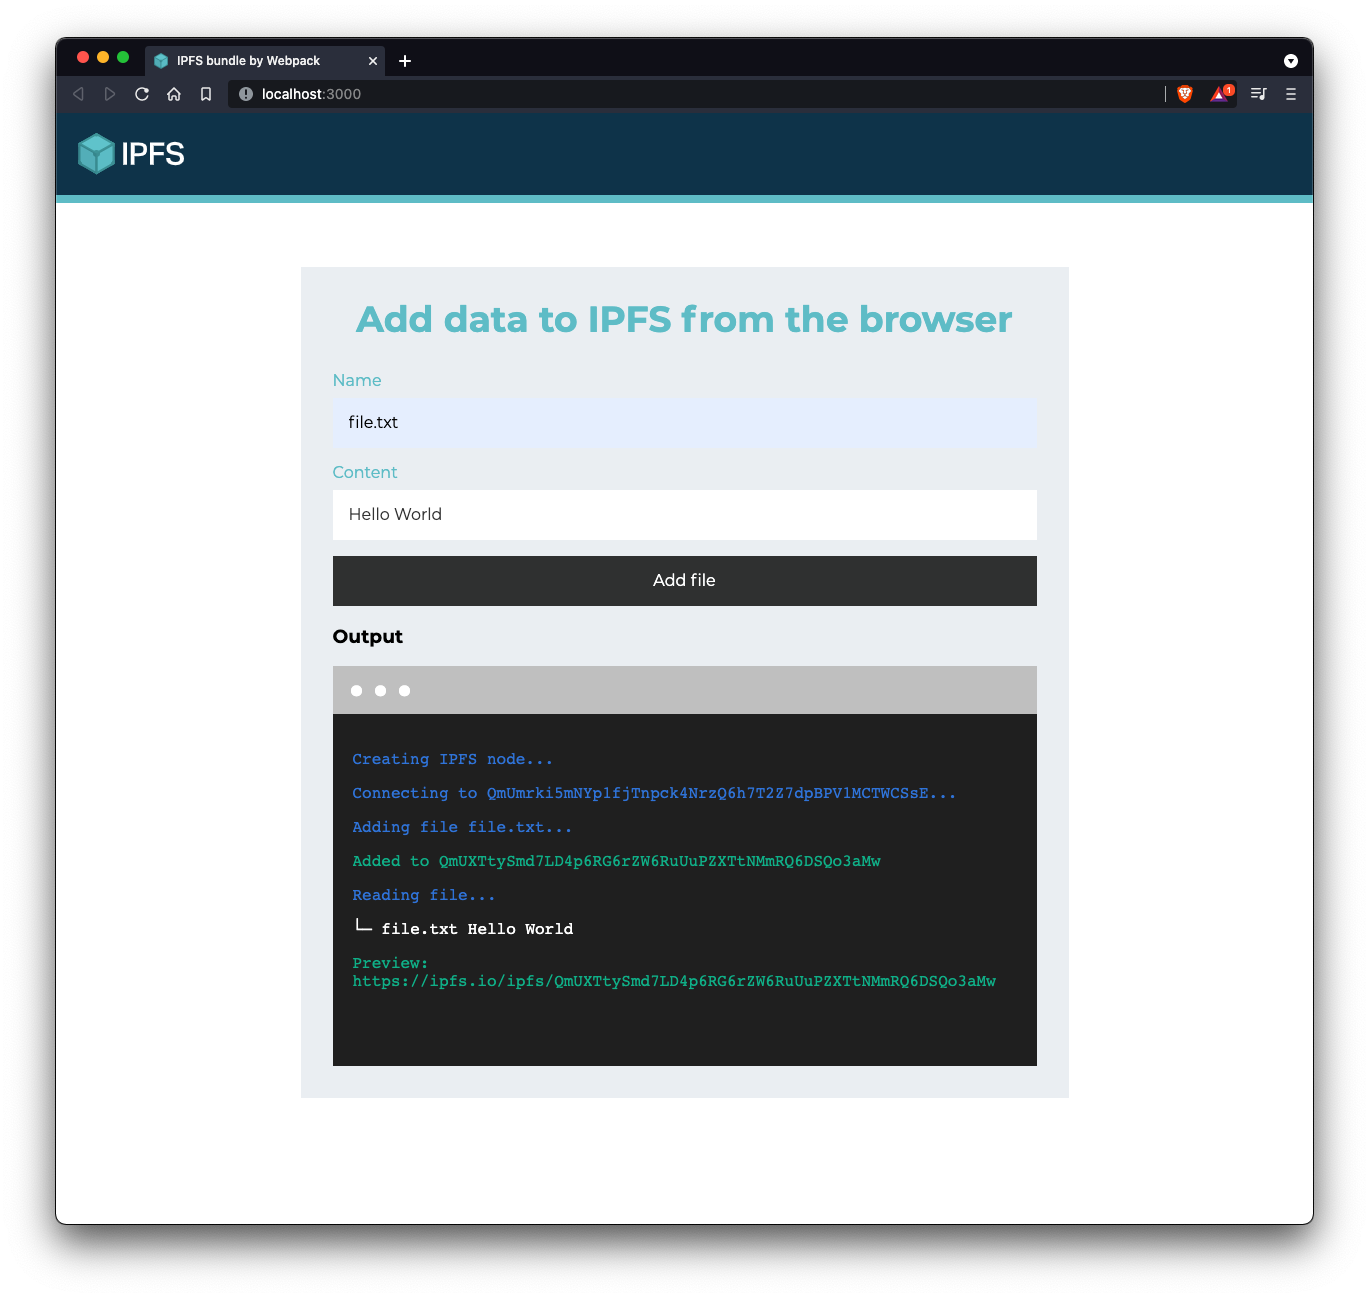 IPFS bundle by Webpack
localhost:3000
1
IPFS
Add data to IPFS from the browser
Name
file.txt
Content
Hello World
Add file
Output
Creating IPFS node...
Connecting to QmUmrki5mNYp1fjTnpck4NrzQ6h7T2Z7dpBPV1MCTWCSsE...
Adding file file.txt...
Added to QmUXTtySmd7LD4p6RG6rZW6RuUuPZXTtNMmRQ6DSQo3aMw
Reading file...
└─ file.txt Hello World
Preview:
https://ipfs.io/ipfs/QmUXTtySmd7LD4p6RG6rZW6RuUuPZXTtNMmRQ6DSQo3aMw